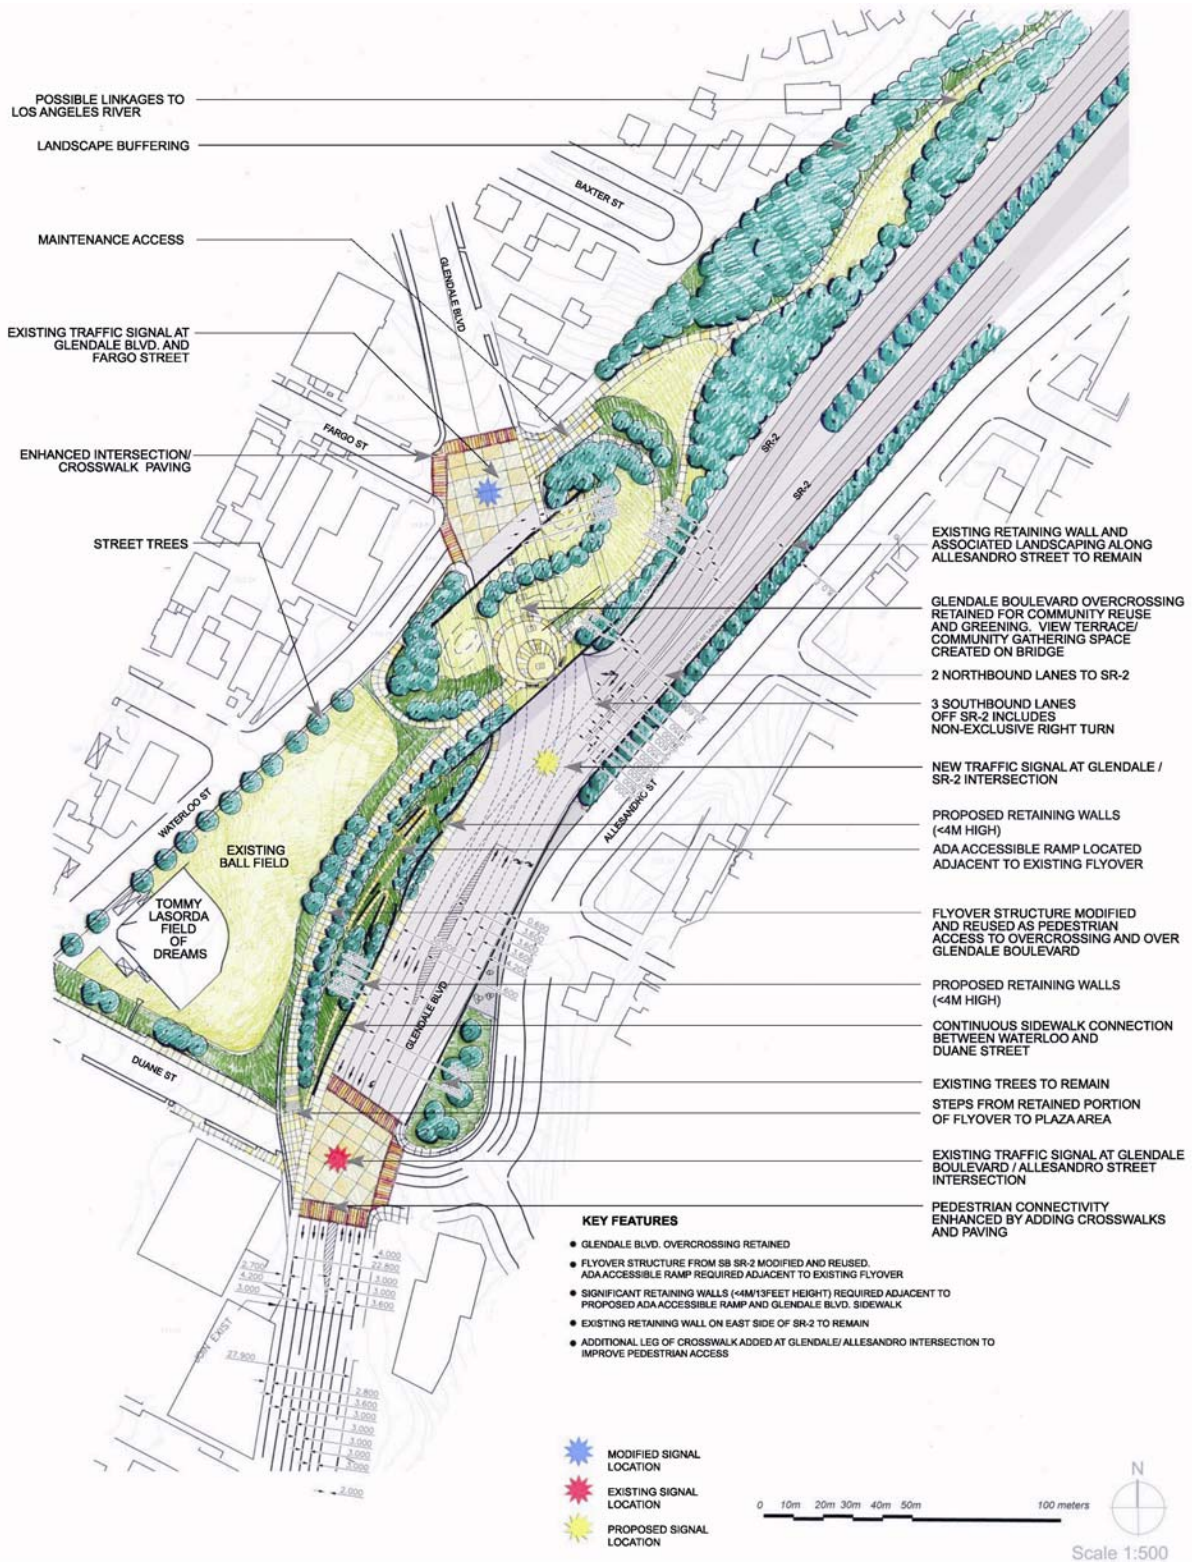 POSSIBLE LINKAGES TO
LOS ANGELES RIVER
LANDSCAPE BUFFERING
MAINTENANCE ACCESS
EXISTING TRAFFIC SIGNAL AT
GLENDALE BLVD. AND
FARGO STREET
ENHANCED INTERSECTION/
CROSSWALK PAVING
STREET TREES
BAXTER ST
GLENDALE BLVD
FARGO ST
SR-2
SR-2
WATERLOO ST
EXISTING
BALL FIELD
TOMMY
LASORDA
FIELD
OF
DREAMS
DUANE ST
GLENDALE BLVD
ALLESANDRO ST
EXISTING RETAINING WALL AND
ASSOCIATED LANDSCAPING ALONG
ALLESANDRO STREET TO REMAIN
GLENDALE BOULEVARD OVERCROSSING
RETAINED FOR COMMUNITY REUSE
AND GREENING. VIEW TERRACE/
COMMUNITY GATHERING SPACE
CREATED ON BRIDGE
2 NORTHBOUND LANES TO SR-2
3 SOUTHBOUND LANES
OFF SR-2 INCLUDES
NON-EXCLUSIVE RIGHT TURN
NEW TRAFFIC SIGNAL AT GLENDALE /
SR-2 INTERSECTION
PROPOSED RETAINING WALLS
(<4M HIGH)
ADA ACCESSIBLE RAMP LOCATED
ADJACENT TO EXISTING FLYOVER
FLYOVER STRUCTURE MODIFIED
AND REUSED AS PEDESTRIAN
ACCESS TO OVERCROSSING AND OVER
GLENDALE BOULEVARD
PROPOSED RETAINING WALLS
(<4M HIGH)
CONTINUOUS SIDEWALK CONNECTION
BETWEEN WATERLOO AND
DUANE STREET
EXISTING TREES TO REMAIN
STEPS FROM RETAINED PORTION
OF FLYOVER TO PLAZA AREA
EXISTING TRAFFIC SIGNAL AT GLENDALE
BOULEVARD / ALLESANDRO STREET
INTERSECTION
PEDESTRIAN CONNECTIVITY
ENHANCED BY ADDING CROSSWALKS
AND PAVING
KEY FEATURES
● GLENDALE BLVD. OVERCROSSING RETAINED
● FLYOVER STRUCTURE FROM SB SR-2 MODIFIED AND REUSED.
ADA ACCESSIBLE RAMP REQUIRED ADJACENT TO EXISTING FLYOVER
● SIGNIFICANT RETAINING WALLS (<4M/13FEET HEIGHT) REQUIRED ADJACENT TO
PROPOSED ADA ACCESSIBLE RAMP AND GLENDALE BLVD. SIDEWALK
● EXISTING RETAINING WALL ON EAST SIDE OF SR-2 TO REMAIN
● ADDITIONAL LEG OF CROSSWALK ADDED AT GLENDALE/ ALLESANDRO INTERSECTION TO
IMPROVE PEDESTRIAN ACCESS
2.700
4.200
3.000
4.000
22.800
3.000
3.000
3.600
JOIN EXIST
27.900
2.800
3.600
3.000
3.000
3.000
3.000
3.000
2.000
MODIFIED SIGNAL
LOCATION
EXISTING SIGNAL
LOCATION
PROPOSED SIGNAL
LOCATION
0 10m 20m 30m 40m 50m 100 meters
N
Scale 1:500